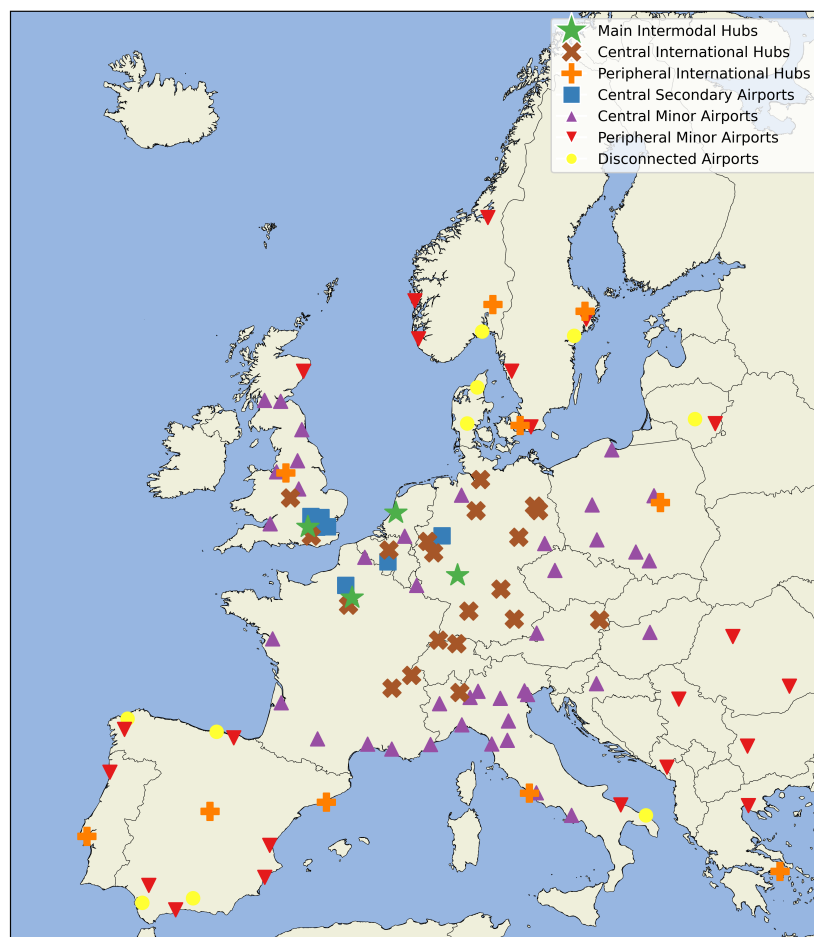 Main Intermodal Hubs
Central International Hubs
Peripheral International Hubs
Central Secondary Airports
Central Minor Airports
Peripheral Minor Airports
Disconnected Airports